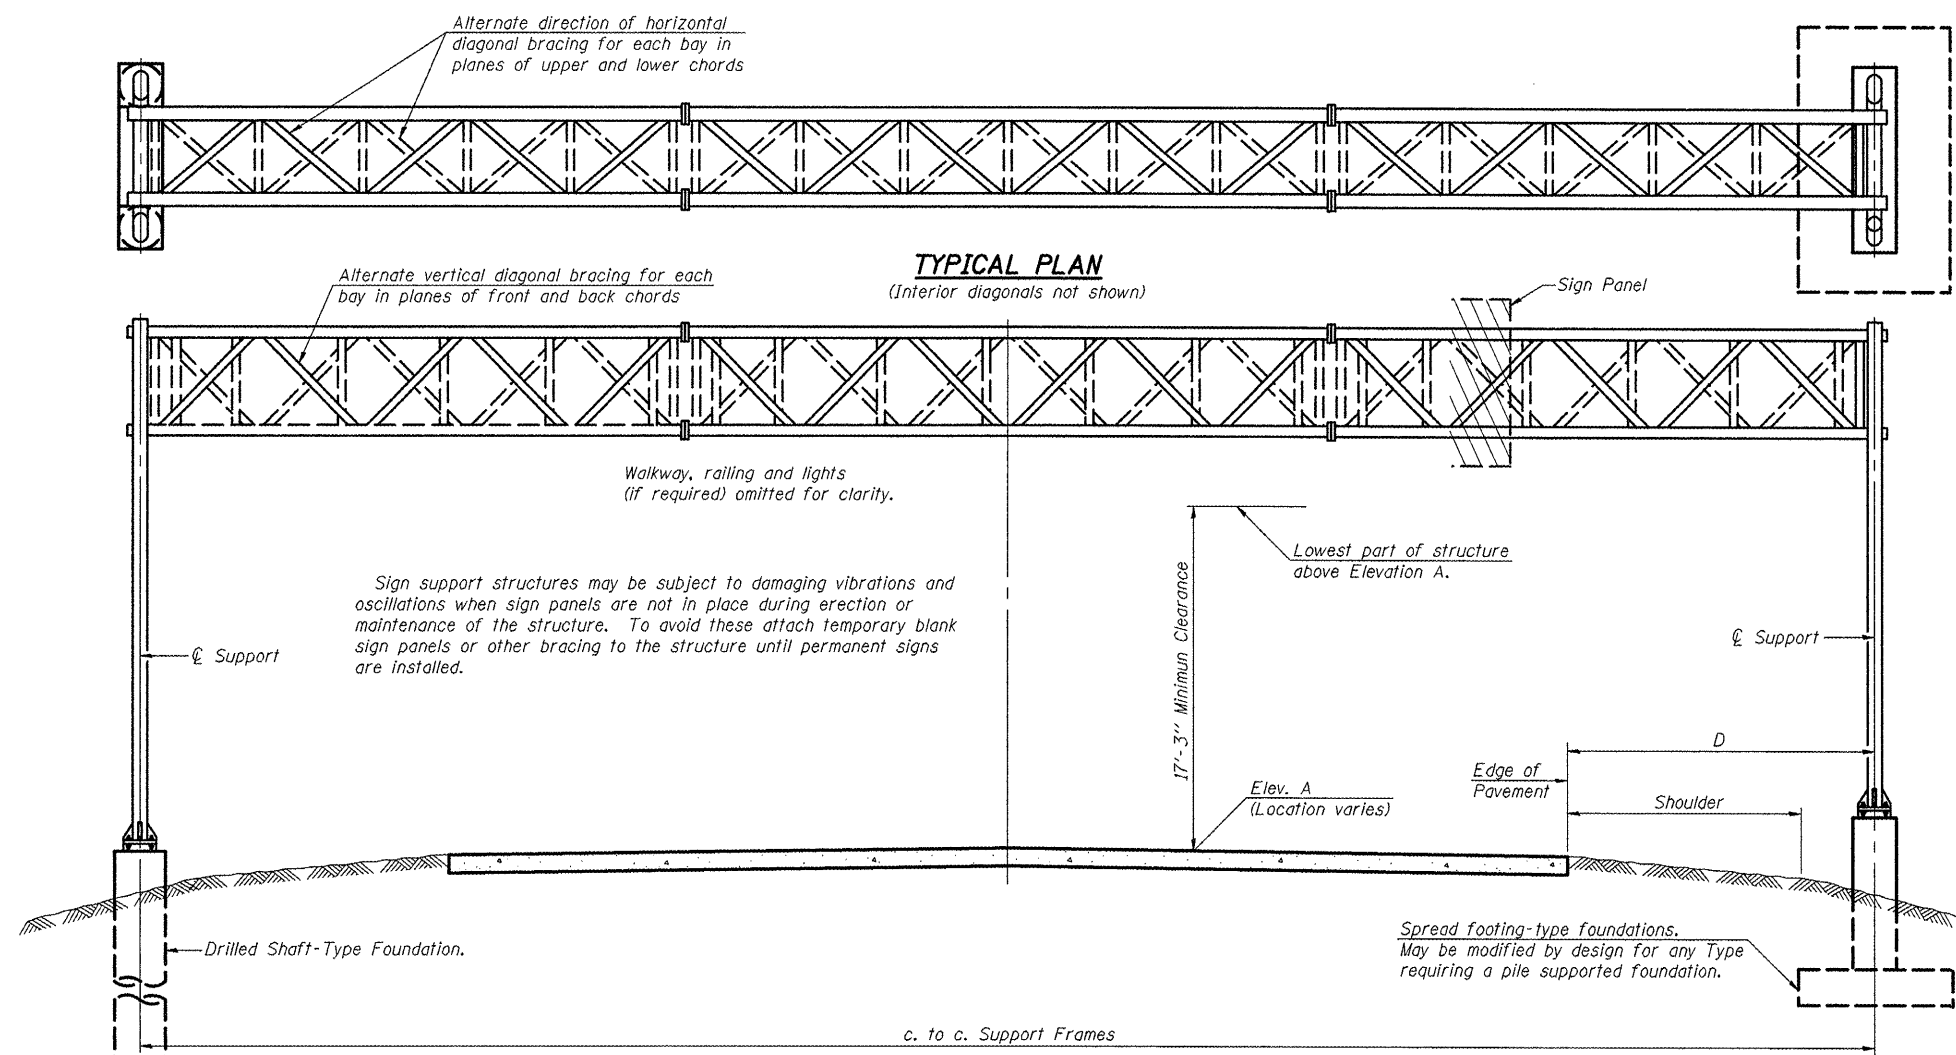 Alternate direction of horizontal
diagonal bracing for each bay in
planes of upper and lower chords
TYPICAL PLAN
(Interior diagonals not shown)
Alternate vertical diagonal bracing for each
bay in planes of front and back chords
Sign Panel
Walkway, railing and lights
(if required) omitted for clarity.
Lowest part of structure
above Elevation A.
Sign support structures may be subject to damaging vibrations and
oscillations when sign panels are not in place during erection or
maintenance of the structure. To avoid these attach temporary blank
sign panels or other bracing to the structure until permanent signs
are installed.
℄ Support
℄ Support
17'-3" Minimun Clearance
D
Edge of
Pavement
Shoulder
Elev. A
(Location varies)
Drilled Shaft-Type Foundation.
Spread footing-type foundations.
May be modified by design for any Type
requiring a pile supported foundation.
c. to c. Support Frames